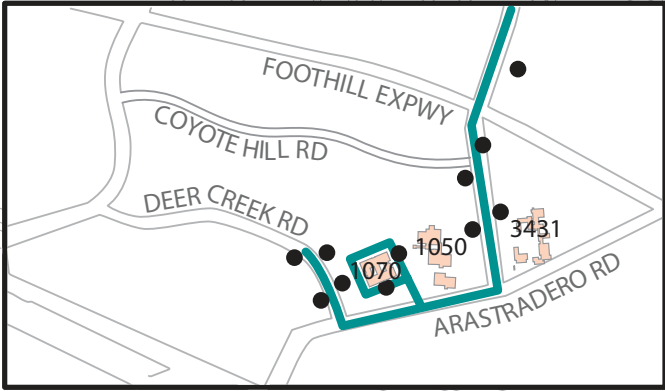 FOOTHILL EXPWY
COYOTE HILL RD
DEER CREEK RD
3431
1050
1070
ARASTRADERO RD